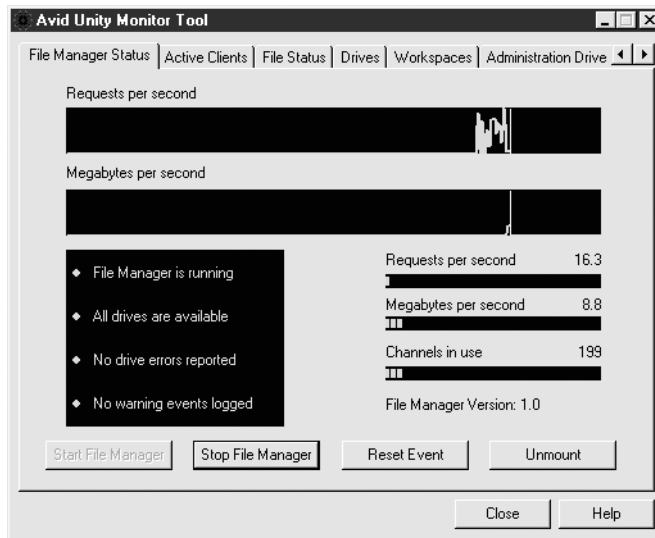 Avid Unity Monitor Tool
File Manager Status Active Clients File Status Drives Workspaces Administration Drive
Requests per second
Megabytes per second
File Manager is running
All drives are available
No drive errors reported
No warning events logged
Requests per second 16.3
Megabytes per second 8.8
Channels in use 199
File Manager Version: 1.0
Start File Manager Stop File Manager Reset Event Unmount
Close Help